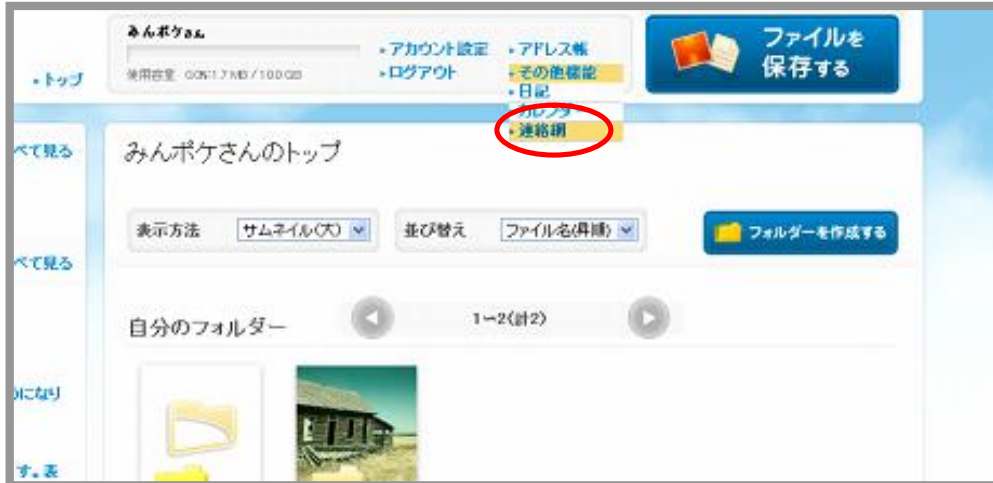 みんポケさん
使用容量
・トップ
・アカウント設定
・ログアウト
・アドレス帳
・その他機能
・日記
カレンダ
・連絡網
ファイルを
保存する
べて見る
みんポケさんのトップ
表示方法
サムネイル(大)
並び替え
ファイル名(昇順)
フォルダーを作成する
べて見る
自分のフォルダー
1~2(計2)
うになり
す。表